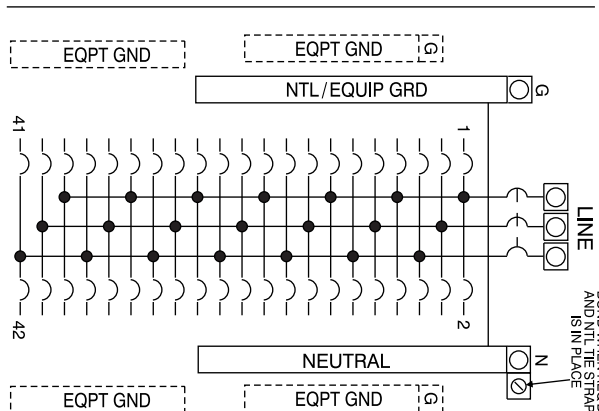 EQPT GND
EQPT GND G
NTL/EQUIP GRD G
41
1
LINE
42
2
AND NTL TIE STRAP
IS IN PLACE
NEUTRAL N
EQPT GND
EQPT GND G